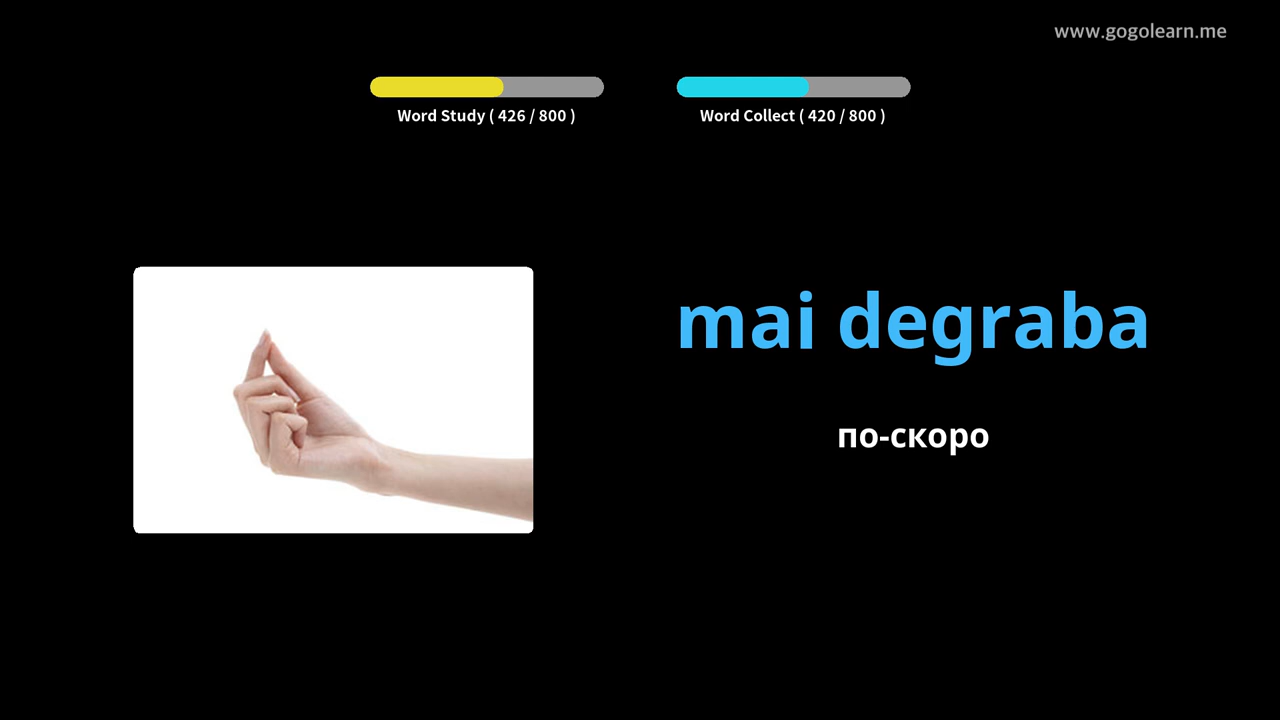 www.gogolearn.me
Word Study ( 426 / 800 )
Word Collect ( 420 / 800 )
mai degraba
по-скоро